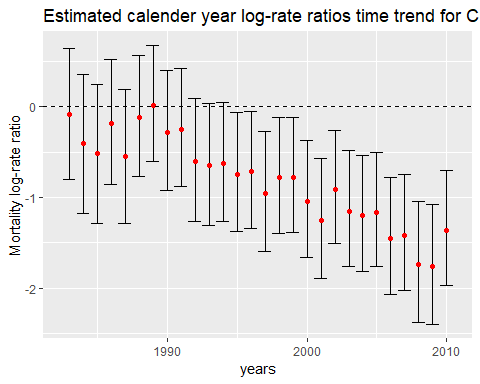 Estimated calender year log-rate ratios time trend for C
Mortality log-rate ratio
0
-1
-2
1990 2000 2010
years